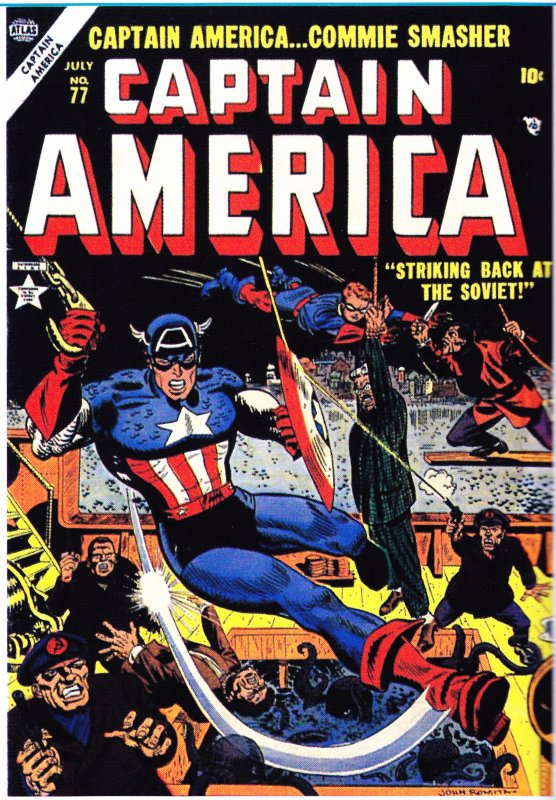 ATLAS
CAPTAIN
AMERICA
CAPTAIN AMERICA...COMMIE SMASHER
JULY
NO.
77
10¢
CAPTAIN
AMERICA
"STRIKING BACK AT
THE SOVIET!"
JOHN ROMITA